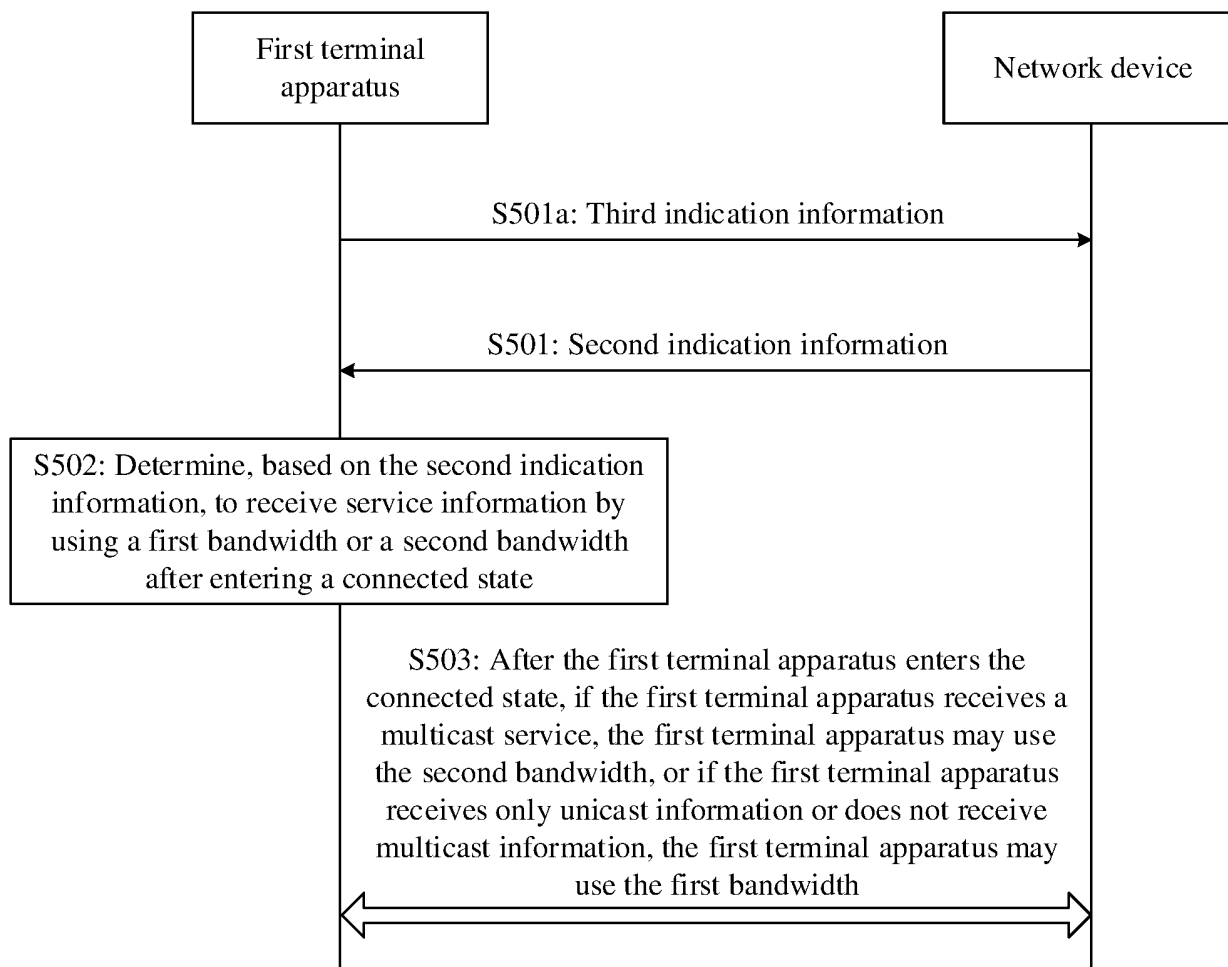 First terminal
apparatus
Network device
S501a: Third indication information
S501: Second indication information
S502: Determine, based on the second indication
information, to receive service information by
using a first bandwidth or a second bandwidth
after entering a connected state
S503: After the first terminal apparatus enters the
connected state, if the first terminal apparatus receives a
multicast service, the first terminal apparatus may use
the second bandwidth, or if the first terminal apparatus
receives only unicast information or does not receive
multicast information, the first terminal apparatus may
use the first bandwidth